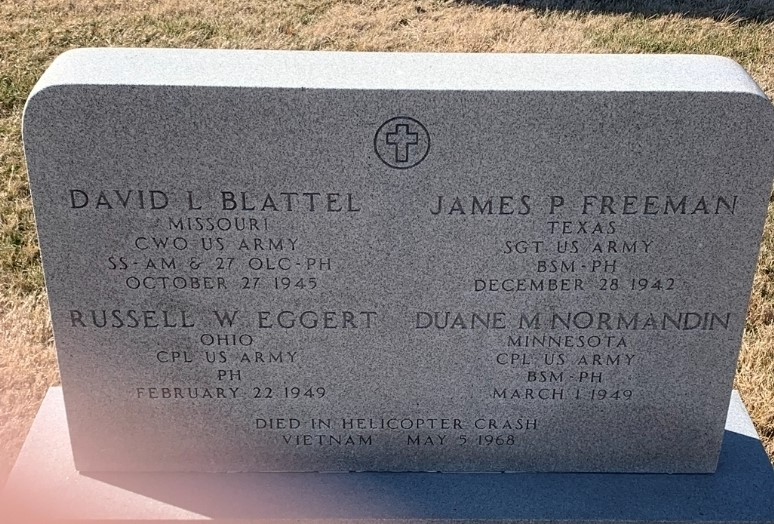 DAVID L BLATTEL
MISSOURI
CWO US ARMY
SS-AM & 27 OLC-PH
OCTOBER 27 1945
JAMES P FREEMAN
TEXAS
SGT US ARMY
BSM-PH
DECEMBER 28 1942
RUSSELL W EGGERT
OHIO
CPL US ARMY
PH
FEBRUARY 22 1949
DUANE M NORMANDIN
MINNESOTA
CPL US ARMY
BSM-PH
MARCH 1 1949
DIED IN HELICOPTER CRASH
VIETNAM MAY 5 1968